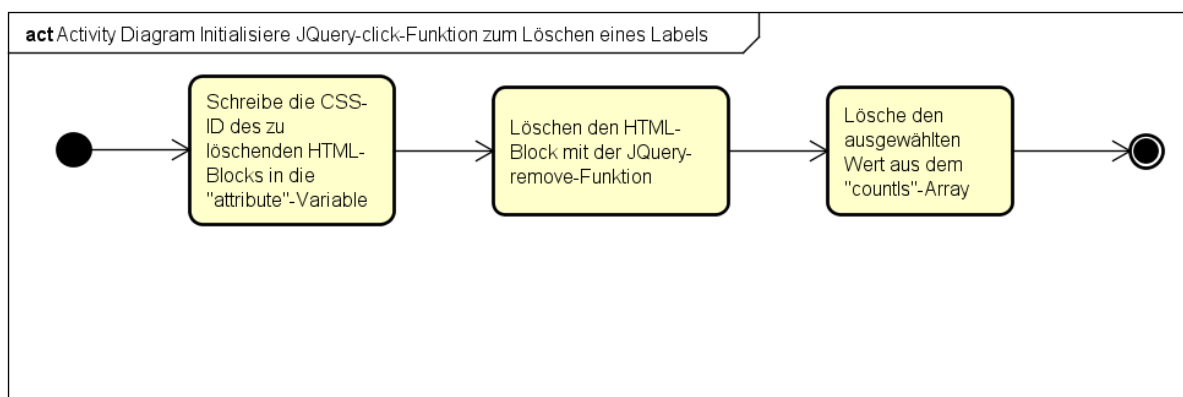 act Activity Diagram Initialisiere JQuery-click-Funktion zum Löschen eines Labels
Schreibe die CSS-
ID des zu
löschenden HTML-
Blocks in die
"attribute"-Variable
Löschen den HTML-
Block mit der JQuery-
remove-Funktion
Lösche den
ausgewählten
Wert aus dem
"countls"-Array